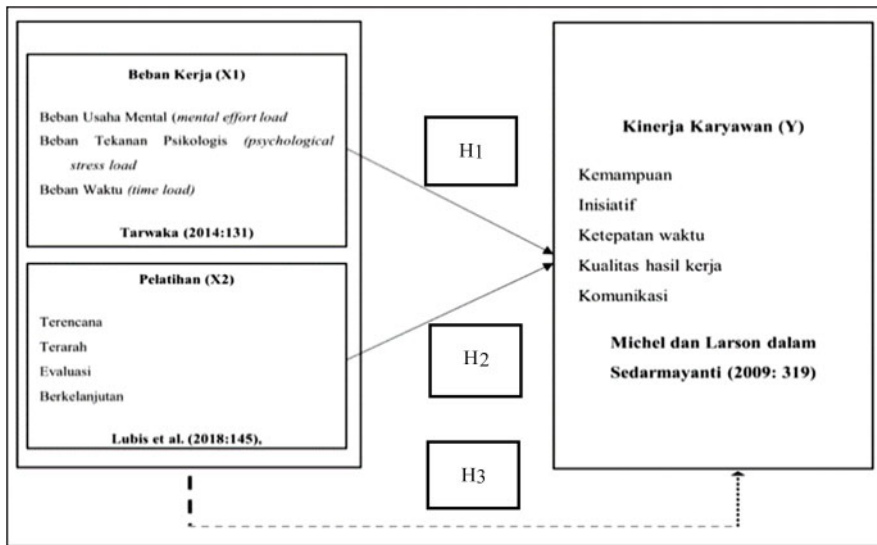 Beban Kerja (X1)
Beban Usaha Mental (mental effort load
Beban Tekanan Psikologis (psychological
stress load
Beban Waktu (time load)
Tarwaka (2014:131)
Pelatihan (X2)
Terencana
Terarah
Evaluasi
Berkelanjutan
Lubis et al. (2018:145),
H1
H2
H3
Kinerja Karyawan (Y)
Kemampuan
Inisiatif
Ketepatan waktu
Kualitas hasil kerja
Komunikasi
Michel dan Larson dalam
Sedarmayanti (2009: 319)